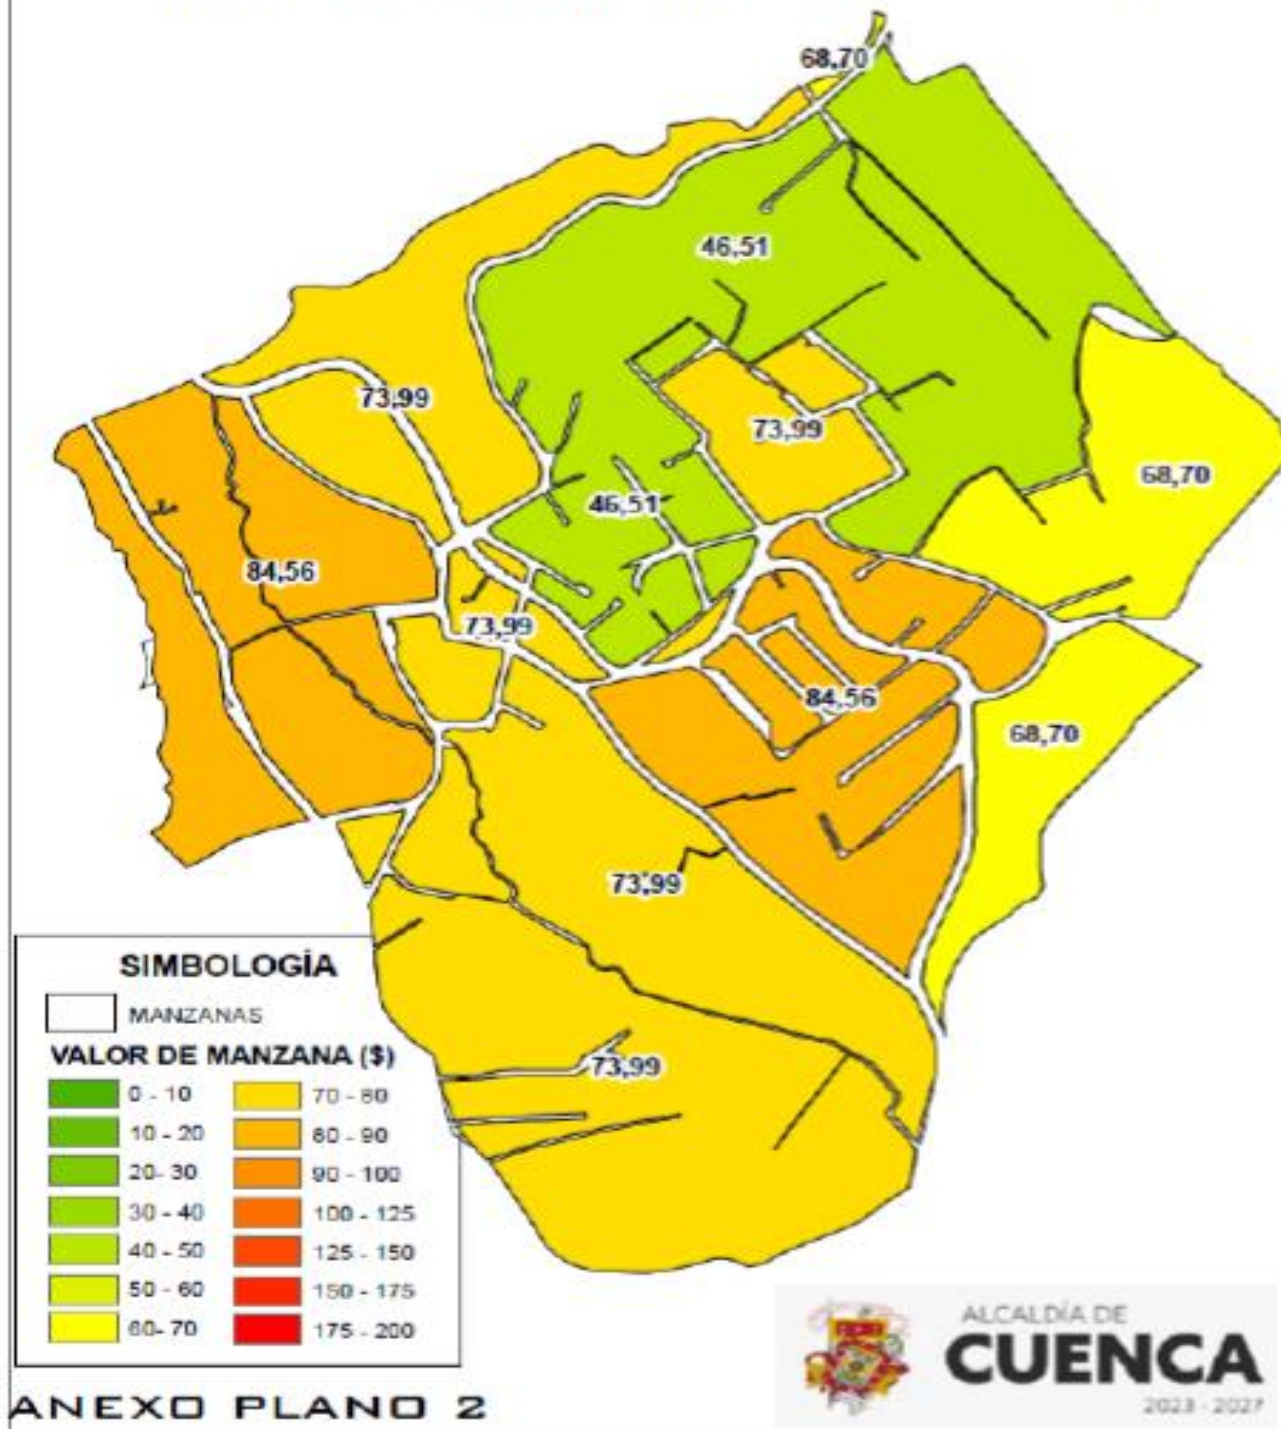 68,70
46,51
73,99
73,99
68,70
46,51
84,56
73,99
84,56
68,70
73,99
73,99
SIMBOLOGÍA
MANZANAS
VALOR DE MANZANA ($)
0 - 10
10 - 20
20- 30
30 - 40
40 - 50
50 - 60
60- 70
70 - 80
80 - 90
90 - 100
100 - 125
125 - 150
150 - 175
175 - 200
ANEXO PLANO 2
ALCALDÍA DE
CUENCA
2023 - 2027